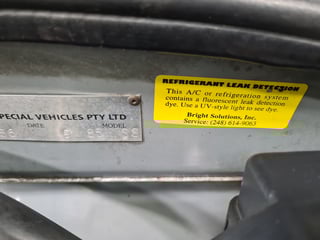 SPECIAL VEHICLES PTY LTD
DATE MODEL
REFRIGERANT LEAK DETECTION
This A/C or refrigeration system
contains a fluorescent leak detection
dye. Use a UV-style light to see dye.
Bright Solutions, Inc.
Service: (248) 614-9063